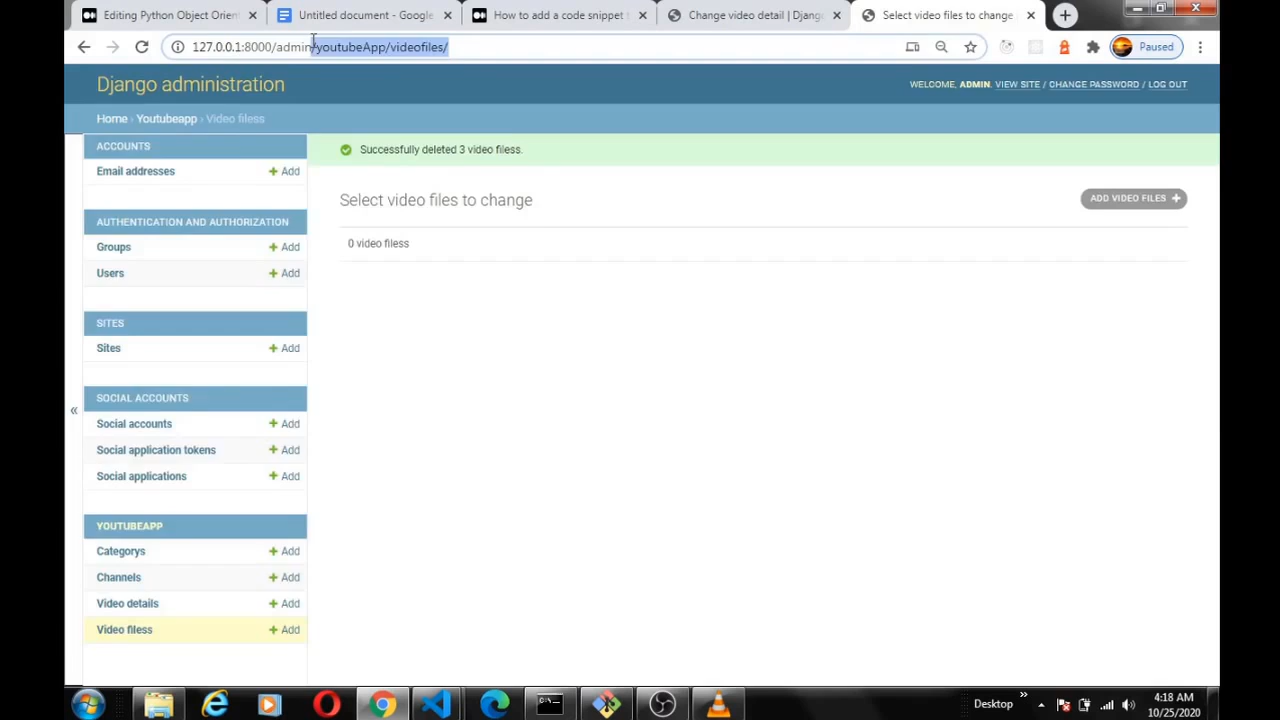 Editing Python Object Orien
Untitled document - Google
How to add a code snippet t
Change video detail | Djang
Select video files to change
127.0.0.1:8000/admin/youtubeApp/videofiles/
Paused
Django administration
WELCOME, ADMIN. VIEW SITE / CHANGE PASSWORD / LOG OUT
Home › Youtubeapp › Video filess
ACCOUNTS
Email addresses + Add
AUTHENTICATION AND AUTHORIZATION
Groups + Add
Users + Add
SITES
Sites + Add
SOCIAL ACCOUNTS
Social accounts + Add
Social application tokens + Add
Social applications + Add
YOUTUBEAPP
Categorys + Add
Channels + Add
Video details + Add
Video filess + Add
«
Successfully deleted 3 video filess.
Select video files to change
ADD VIDEO FILES +
0 video filess
Desktop
»
4:18 AM
10/25/2020